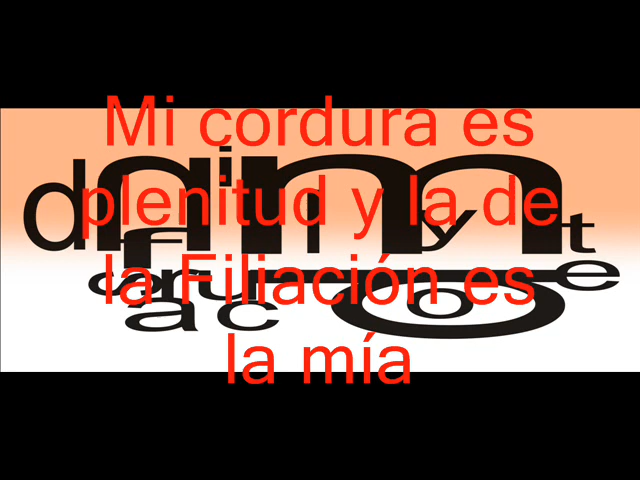 Mi cordura es
plenitud y la de
la Filiación es
la mía